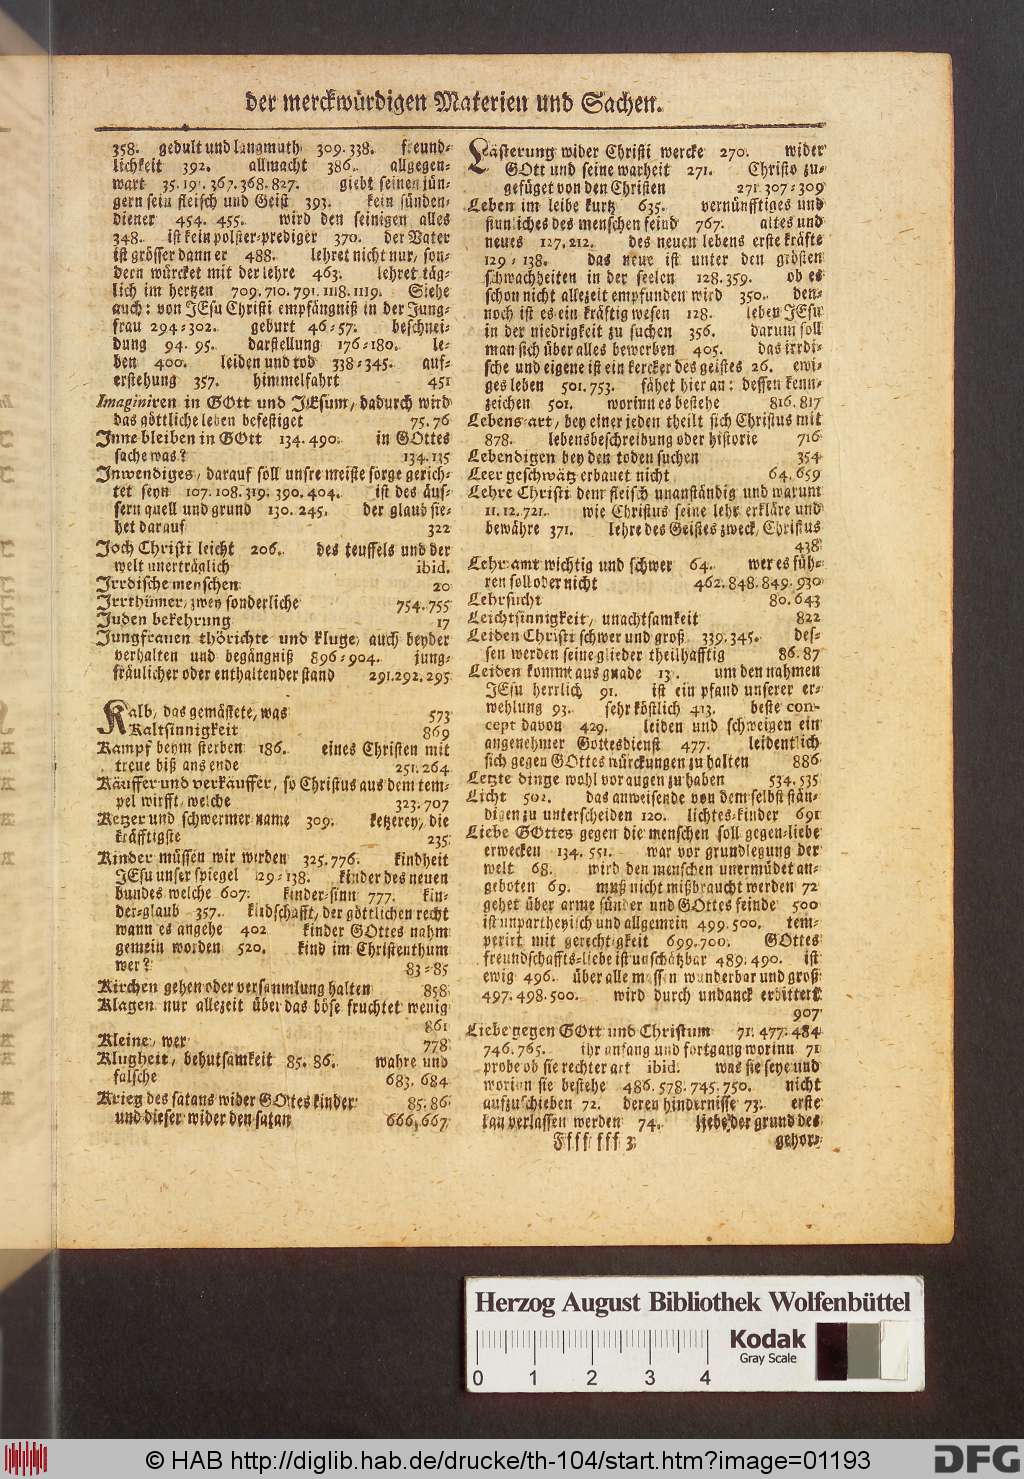 der merckwürdigen Materien und Sachen.
358. gedult und langmuth 309. 338. freund-
lichkeit 392. allmacht 386. allgegen-
wart 35. 191. 367. 368. 827. giebt seinen jün-
gern sein fleisch und Geist 393. kein sünden-
diener 454. 455. wird den seinigen alles
348. ist kein polster-prediger 370. der Vater
ist grösser dann er 488. lehret nicht nur, son-
dern würcket mit der lehre 463. lehret täg-
lich im hertzen 709. 710. 791. 1118. 1119. Siehe
auch: von JEsu Christi empfängniß in der Jung-
frau 294-302. geburt 46-57. beschnei-
dung 94. 95. darstellung 176-180. le-
ben 400. leiden und tod 338-345. auf-
erstehung 357. himmelfahrt 451
Imaginiren in GOtt und JEsum, dadurch wird
das göttliche leben befestiget 75. 76
Inne bleiben in GOtt 134. 490. in GOttes
sache was? 134. 135
Inwendiges, darauf soll unsre meiste sorge gerich-
tet seyn 107. 108. 319. 390. 404. ist des äus-
sern quell und grund 130. 245. der glaub sie-
het darauf 322
Joch Christi leicht 206. des teuffels und der
welt unerträglich ibid.
Irrdische menschen 20
Irrthümer, zwey sonderliche 754. 755
Juden bekehrung 17
Jungfrauen thörichte und kluge, auch beyder
verhalten und begängniß 896-904. jung-
fräulicher oder enthaltender stand 291. 292. 295
Kalb, das gemästete, was 573
Kaltsinnigkeit 869
Kampf beym sterben 186. eines Christen mit
treue biß ans ende 251. 264
Käuffer und verkäuffer, so Christus aus dem tem-
pel wirfft, welche 323. 707
Ketzer und schwermer name 309. ketzerey, die
kräfftigste 235
Kinder müssen wir werden 325. 776. kindheit
JEsu unser spiegel 129-138. kinder des neuen
bundes welche 607. kinder-sinn 777. kin-
der-glaub 357. kindschafft, der göttlichen recht
wann es angehe 402 kinder GOttes nahm
gemein worden 520. kind im Christenthum
wer? 83-85
Kirchen gehen oder versammlung halten 858
Klagen nur allezeit über das böse fruchtet wenig
861
Kleine, wer 778
Klugheit, behutsamkeit 85. 86. wahre und
falsche 683. 684
Krieg des satans wider GOttes kinder 85. 86
und dieser wider den satan 666. 667
Lästerung wider Christi wercke 270. wider
GOtt und seine warheit 271. Christo zu-
gefüget von den Christen 271. 307-309
Leben im leibe kurtz 635. vernünfftiges und
sinnliches des menschen feind 767. altes und
neues 127. 212. des neuen lebens erste kräfte
129-138. das neue ist unter den grösten
schwachheiten in der seelen 128. 359. ob es
schon nicht allezeit empfunden wird 350. den-
noch ist es ein kräftig wesen 128. leben JEsu
in der niedrigkeit zu suchen 356. darum soll
man sich über alles bewerben 405. das irrdi-
sche und eigene ist ein kercker des geistes 26. ewi-
ges leben 501. 753. fähet hier an: dessen kenn-
zeichen 501. worinn es bestehe 816. 817
Lebens-art, bey einer jeden theilt sich Christus mit
878. lebensbeschreibung oder historie 716
Lebendigen bey den toden suchen 354
Leer geschwätz erbauet nicht 64. 659
Lehre Christi dem fleisch unanständig und warum
11. 12. 721. wie Christus seine lehr erkläre und
bewähre 371. lehre des Geistes zweck, Christus
438
Lehr-amt wichtig und schwer 64. wer es füh-
ren soll oder nicht 462. 848. 849. 930
Lehrsucht 80. 643
Leichtsinnigkeit, unachtsamkeit 822
Leiden Christi schwer und groß 339. 345. des-
sen werden seine glieder theilhafftig 86. 87
Leiden kommt aus gnade um den nahmen
JEsu herrlich 91. ist ein pfand unserer er-
wehlung 93. sehr köstlich 413. beste con-
cept davon 429. leiden und schweigen ein
angenehmer Gottesdienst 477. leidentlich
sich gegen GOttes würckungen zu halten 886
Letzte dinge wohl vor augen zu haben 534. 535
Licht 502. das anweisende von dem selbststän-
digen zu unterscheiden 120. lichtes-kinder 691
Liebe GOttes gegen die menschen soll gegen-liebe
erwecken 134. 551. war vor grundlegung der
welt 68. wird den menschen unermüdet an-
geboten 69. muß nicht mißbraucht werden 72
gehet über arme sünder und GOttes feinde 500
ist unpartheyisch und allgemein 499. 500. tem-
perirt mit gerechtigkeit 699. 700. GOttes
freundschaffts-liebe ist unschätzbar 489. 490. ist
ewig 496. über alle massen wunderbar und groß
497. 498. 500. wird durch undanck erbittert
907
Liebe gegen GOtt und Christum 71. 477. 484
746. 765. ihr anfang und fortgang worinn 71
probe ob sie rechter art ibid. was sie seye und
worinn sie bestehe 486. 578. 745. 750. nicht
aufzuschieben 72. deren hindernisse 73. erste
kan verlassen werden 74. liebe der grund des
Ffff fff 3 gehor-
Herzog August Bibliothek Wolfenbüttel
Kodak
Gray Scale
0 1 2 3 4
© HAB http://diglib.hab.de/drucke/th-104/start.htm?image=01193
DFG